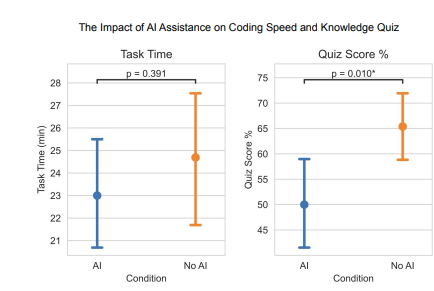 The Impact of AI Assistance on Coding Speed and Knowledge Quiz
Task Time
p = 0.391
28
27
26
25
24
23
22
21
Task Time (min)
AI
No AI
Condition
Quiz Score %
p = 0.010*
75
70
65
60
55
50
45
Quiz Score %
AI
No AI
Condition